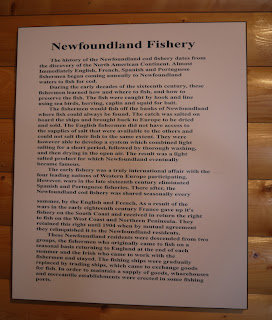 Newfoundland Fishery
The history of the Newfoundland cod fishery dates from
the discovery of the North American Continent. Almost
Immediately English, French, Spanish and Portuguese
fishermen began coming annually to Newfoundland
waters to fish for cod.
During the early decades of the sixteenth century, these
fishermen learned how and where to fish, and how to
preserve the fish. The fish were caught by hook and line
using sea birds, herring, caplin and squid for bait.
The fishermen would fish off the banks of Newfoundland
where fish could always be found. The catch was salted on
board the ships and brought back to Europe to be dried
and sold. The English fishermen did not have some of
the supplies of salt that were available to the others and
could not salt their fish to the same extent. They were
however able to develop a system which combined light
salting for a short period, followed by thorough washing,
and then drying in the open air. The result was a light
salted product for which Newfoundland eventually
became famous.
The early fishery was a truly international affair with the
four leading nations of Western Europe participating.
However wars in the late sixteenth century eliminated
Spanish and Portuguese fisheries. There after, the
Newfoundland cod fishery was shared seasonally every
summer, by the English and French. As a result of the
wars in the early eighteenth century France gave up it's
fishery on the South Coast and received in return the right
to fish on the West Coast and Northern Peninsula. They
retained this right until 1904 when by mutual agreement
they relinquished it to the Newfoundland residents.
These Newfoundland residents were descended from two
groups, the fishermen who originally came to fish on a
seasonal basis returning to England at the end of each
summer and the Irish who came to work with the
fishermen and stayed. The fishing ships were gradually
replaced by trading ships, which came to exchange goods
for fish. In order to maintain a supply of goods, warehouses
and mercantile establishments were erected in some fishing
ports.